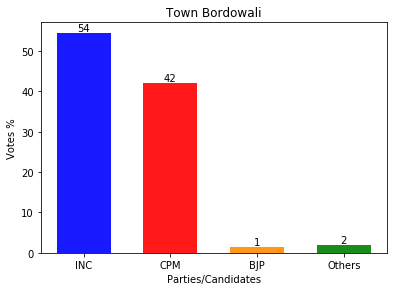 Town Bordowali
Votes %
50
40
30
20
10
0
54
42
1
2
INC CPM BJP Others
Parties/Candidates